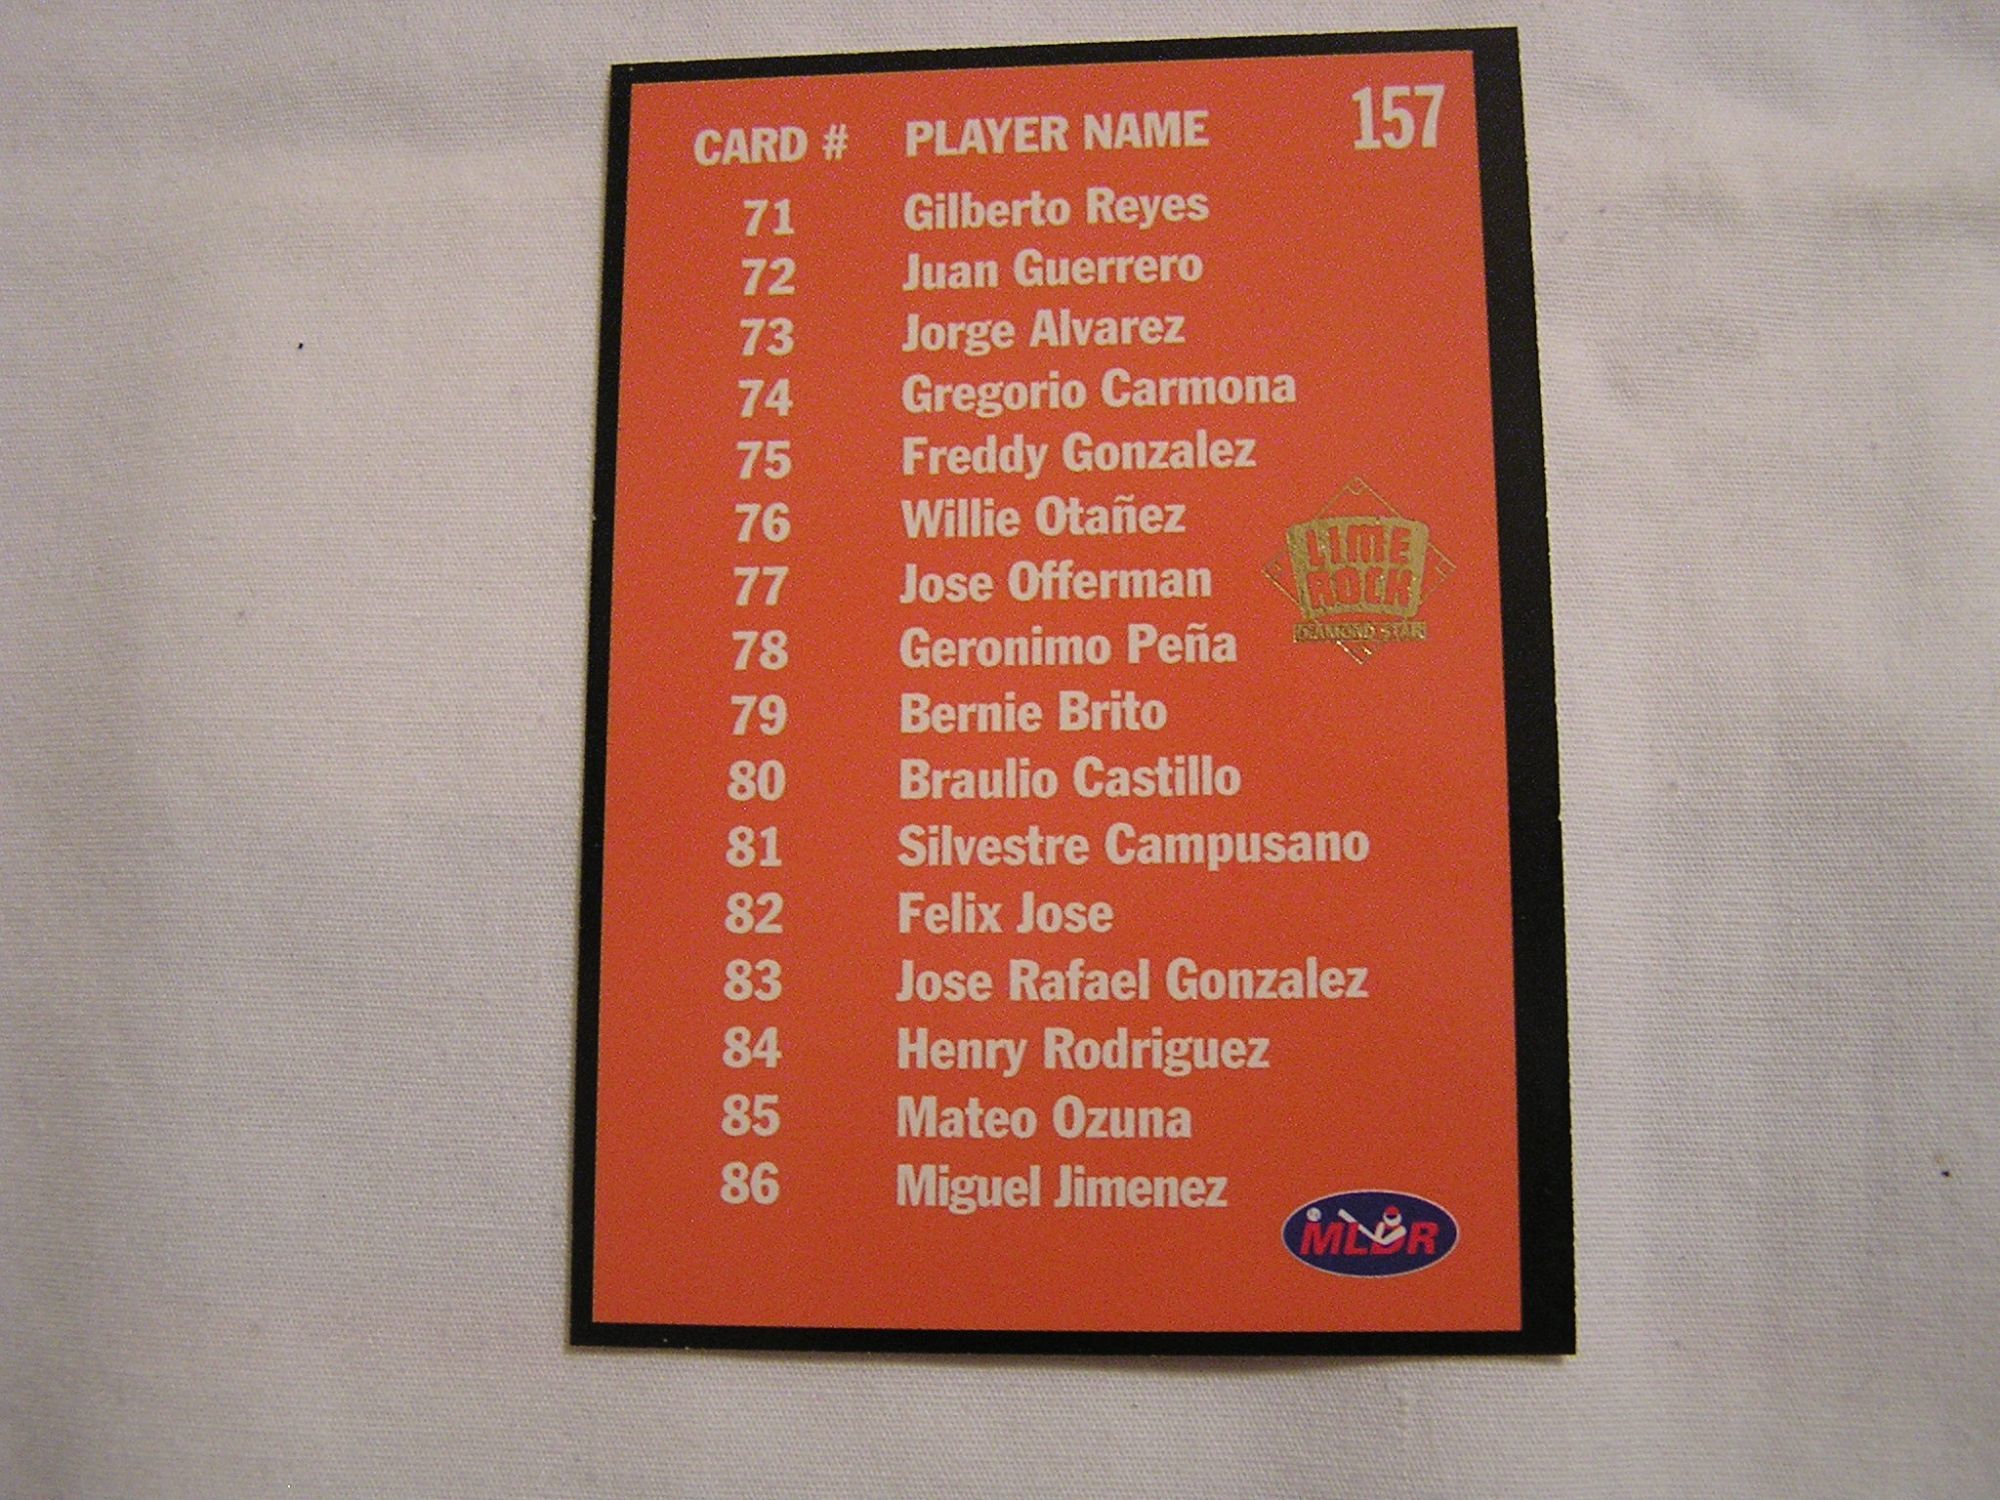 CARD # PLAYER NAME 157
71 Gilberto Reyes
72 Juan Guerrero
73 Jorge Alvarez
74 Gregorio Carmona
75 Freddy Gonzalez
76 Willie Otañez
77 Jose Offerman
78 Geronimo Peña
79 Bernie Brito
80 Braulio Castillo
81 Silvestre Campusano
82 Felix Jose
83 Jose Rafael Gonzalez
84 Henry Rodriguez
85 Mateo Ozuna
86 Miguel Jimenez
LIME
ROCK
DIAMOND STAR
MLDR